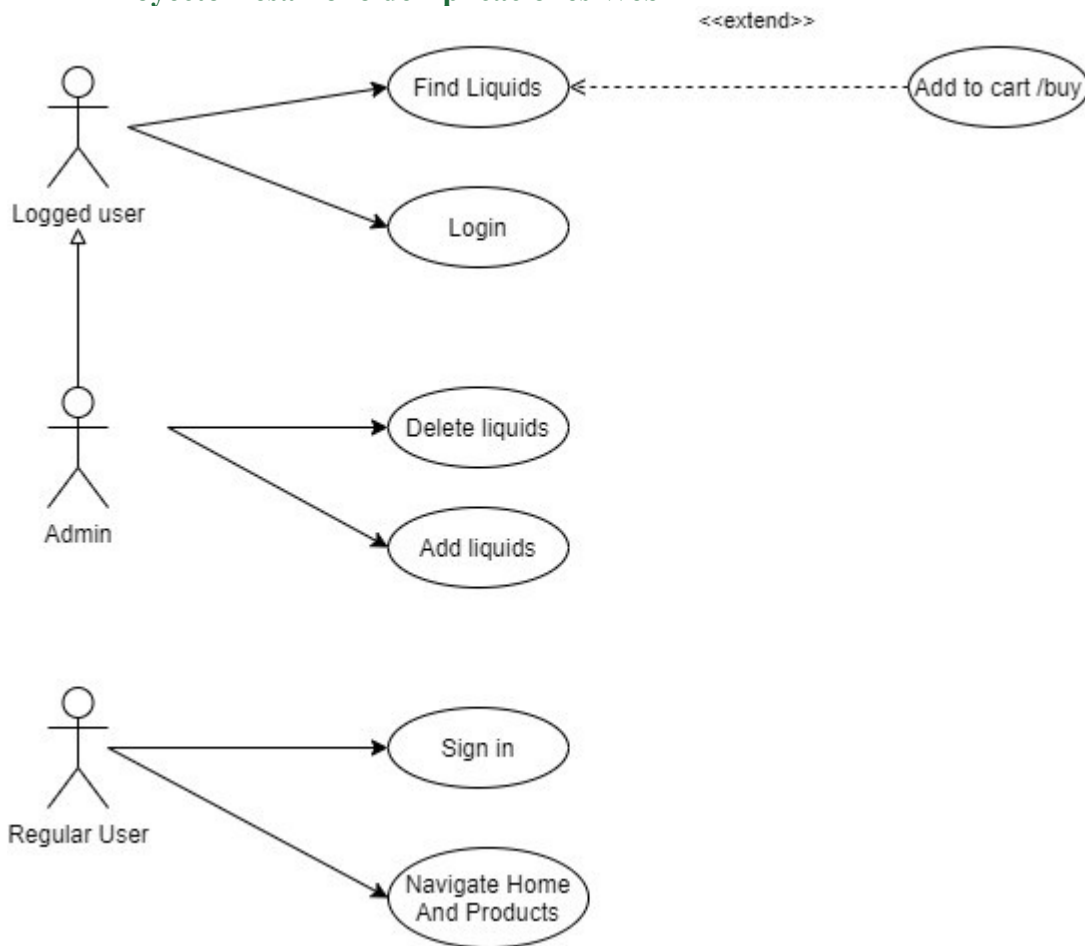 <<extend>>
Find Liquids
Add to cart /buy
Logged user
Login
Delete liquids
Admin
Add liquids
Sign in
Regular User
Navigate Home
And Products